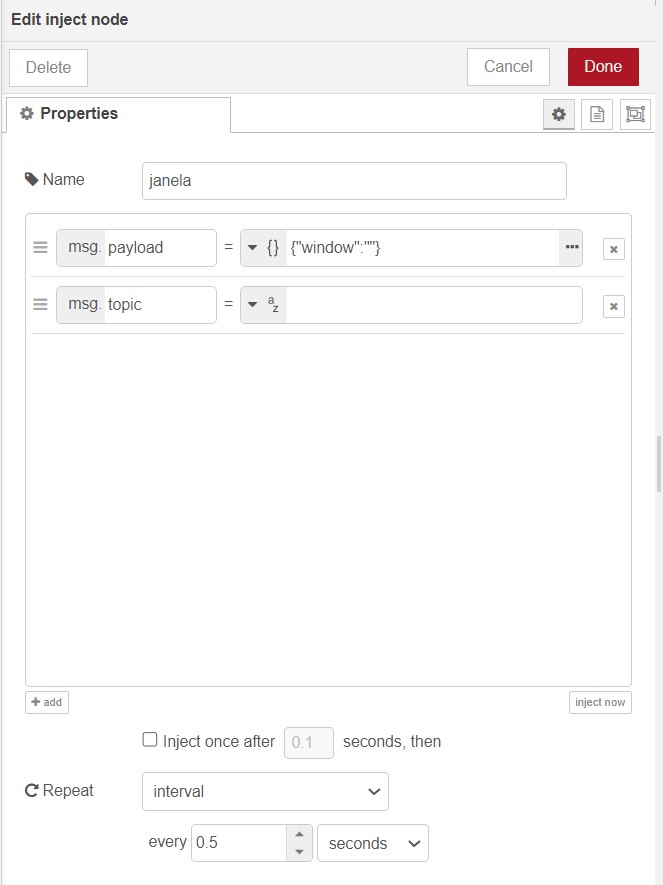 Edit inject node
Delete Cancel Done
Properties
Name janela
msg. payload = {} {"window":""}
msg. topic = a z
add inject now
Inject once after 0.1 seconds, then
Repeat interval
every 0.5 seconds